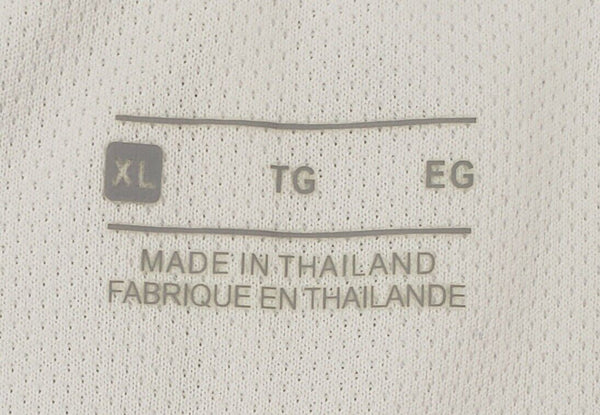 XL TG EG
MADE IN THAILAND
FABRIQUE EN THAILANDE